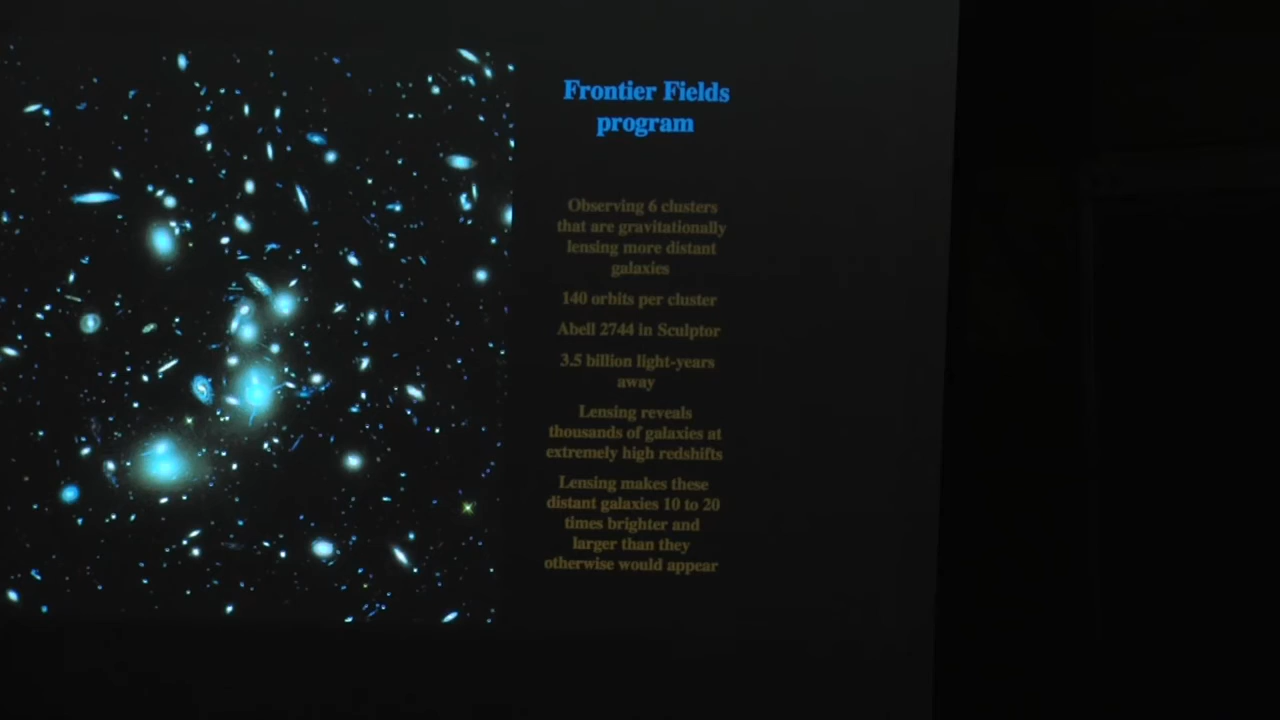 Frontier Fields
program
Observing 6 clusters
that are gravitationally
lensing more distant
galaxies
140 orbits per cluster
Abell 2744 in Sculptor
3.5 billion light-years
away
Lensing reveals
thousands of galaxies at
extremely high redshifts
Lensing makes these
distant galaxies 10 to 20
times brighter and
larger than they
otherwise would appear